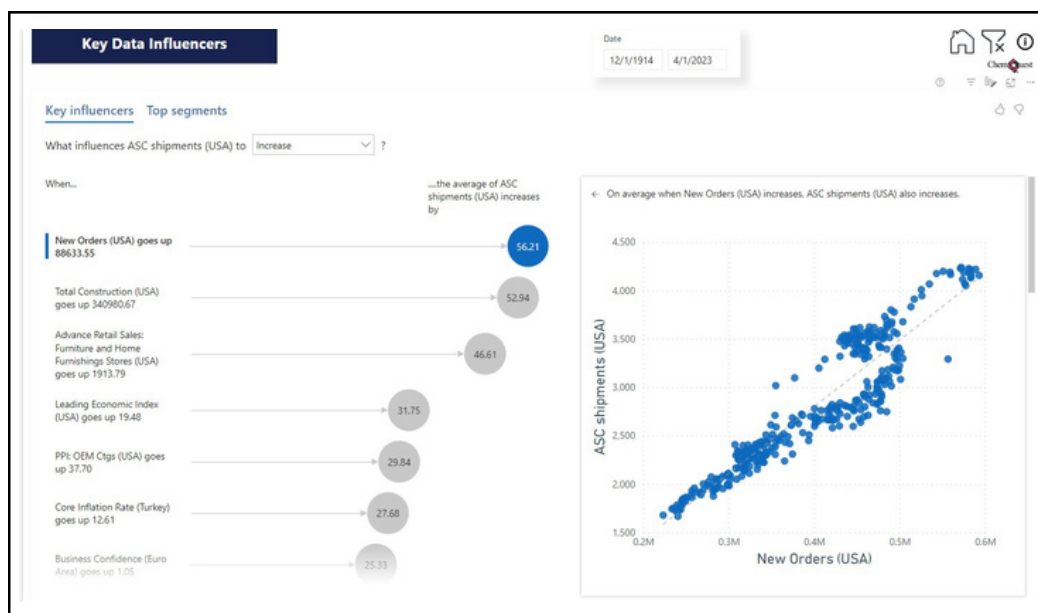 Key Data Influencers
Date
12/1/1914 4/1/2023
ChemQuest
Key influencers Top segments
What influences ASC shipments (USA) to Increase ?
When...
....the average of ASC
shipments (USA) increases
by
New Orders (USA) goes up
88633.55
56.21
Total Construction (USA)
goes up 340980.67
52.94
Advance Retail Sales:
Furniture and Home
Furnishings Stores (USA)
goes up 1913.79
46.61
Leading Economic Index
(USA) goes up 19.48
31.75
PPI: OEM Ctgs (USA) goes
up 37.70
29.84
Core Inflation Rate (Turkey)
goes up 12.61
27.68
Business Confidence (Euro
Area) goes up 1.05
25.33
← On average when New Orders (USA) increases, ASC shipments (USA) also increases.
4.500
4.000
3.500
3.000
2.500
2.000
1.500
ASC shipments (USA)
0.2M 0.3M 0.4M 0.5M 0.6M
New Orders (USA)